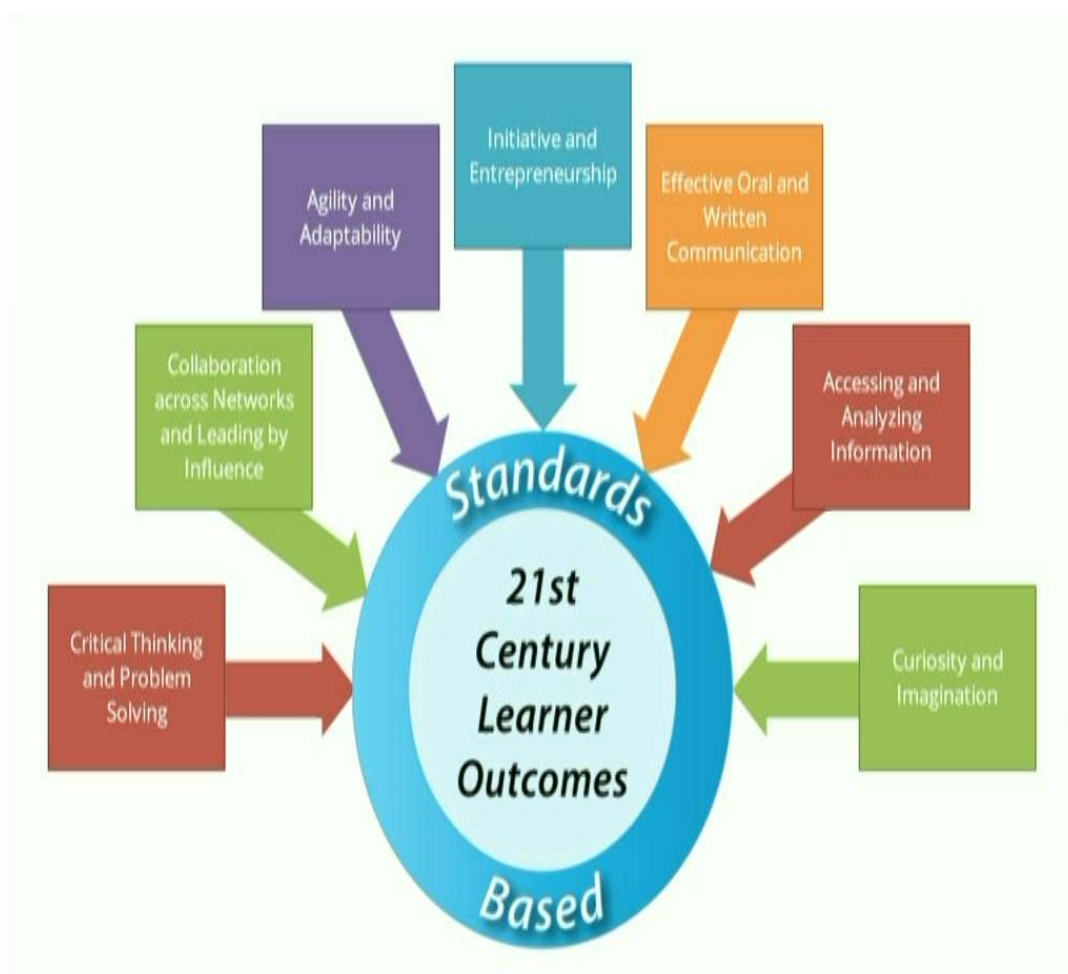 Initiative and
Entrepreneurship
Agility and
Adaptability
Effective Oral and
Written
Communication
Collaboration
across Networks
and Leading by
Influence
Accessing and
Analyzing
Information
Critical Thinking
and Problem
Solving
Curiosity and
Imagination
Standards
21st
Century
Learner
Outcomes
Based